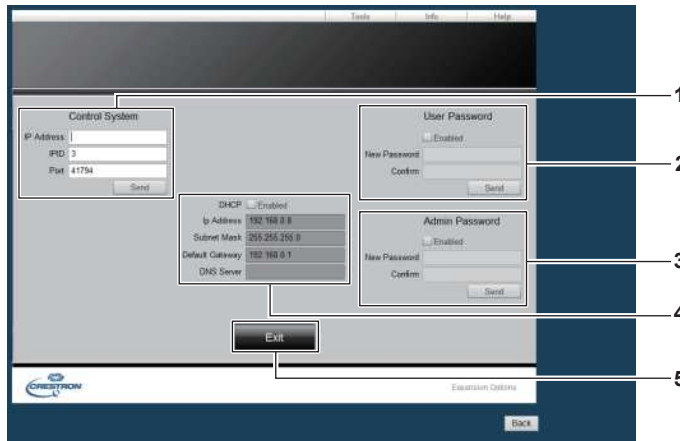 Tools Info Help
1
Control System
IP Address
IPID 3
Port 41794
Send
User Password
Enabled
New Password
Confirm
Send
2
DHCP Enabled
Ip Address 192.168.0.8
Subnet Mask 255.255.255.0
Default Gateway 192.168.0.1
DNS Server
Admin Password
Enabled
New Password
Confirm
Send
3
4
Exit
5
CRESTRON
Expansion Options
Back